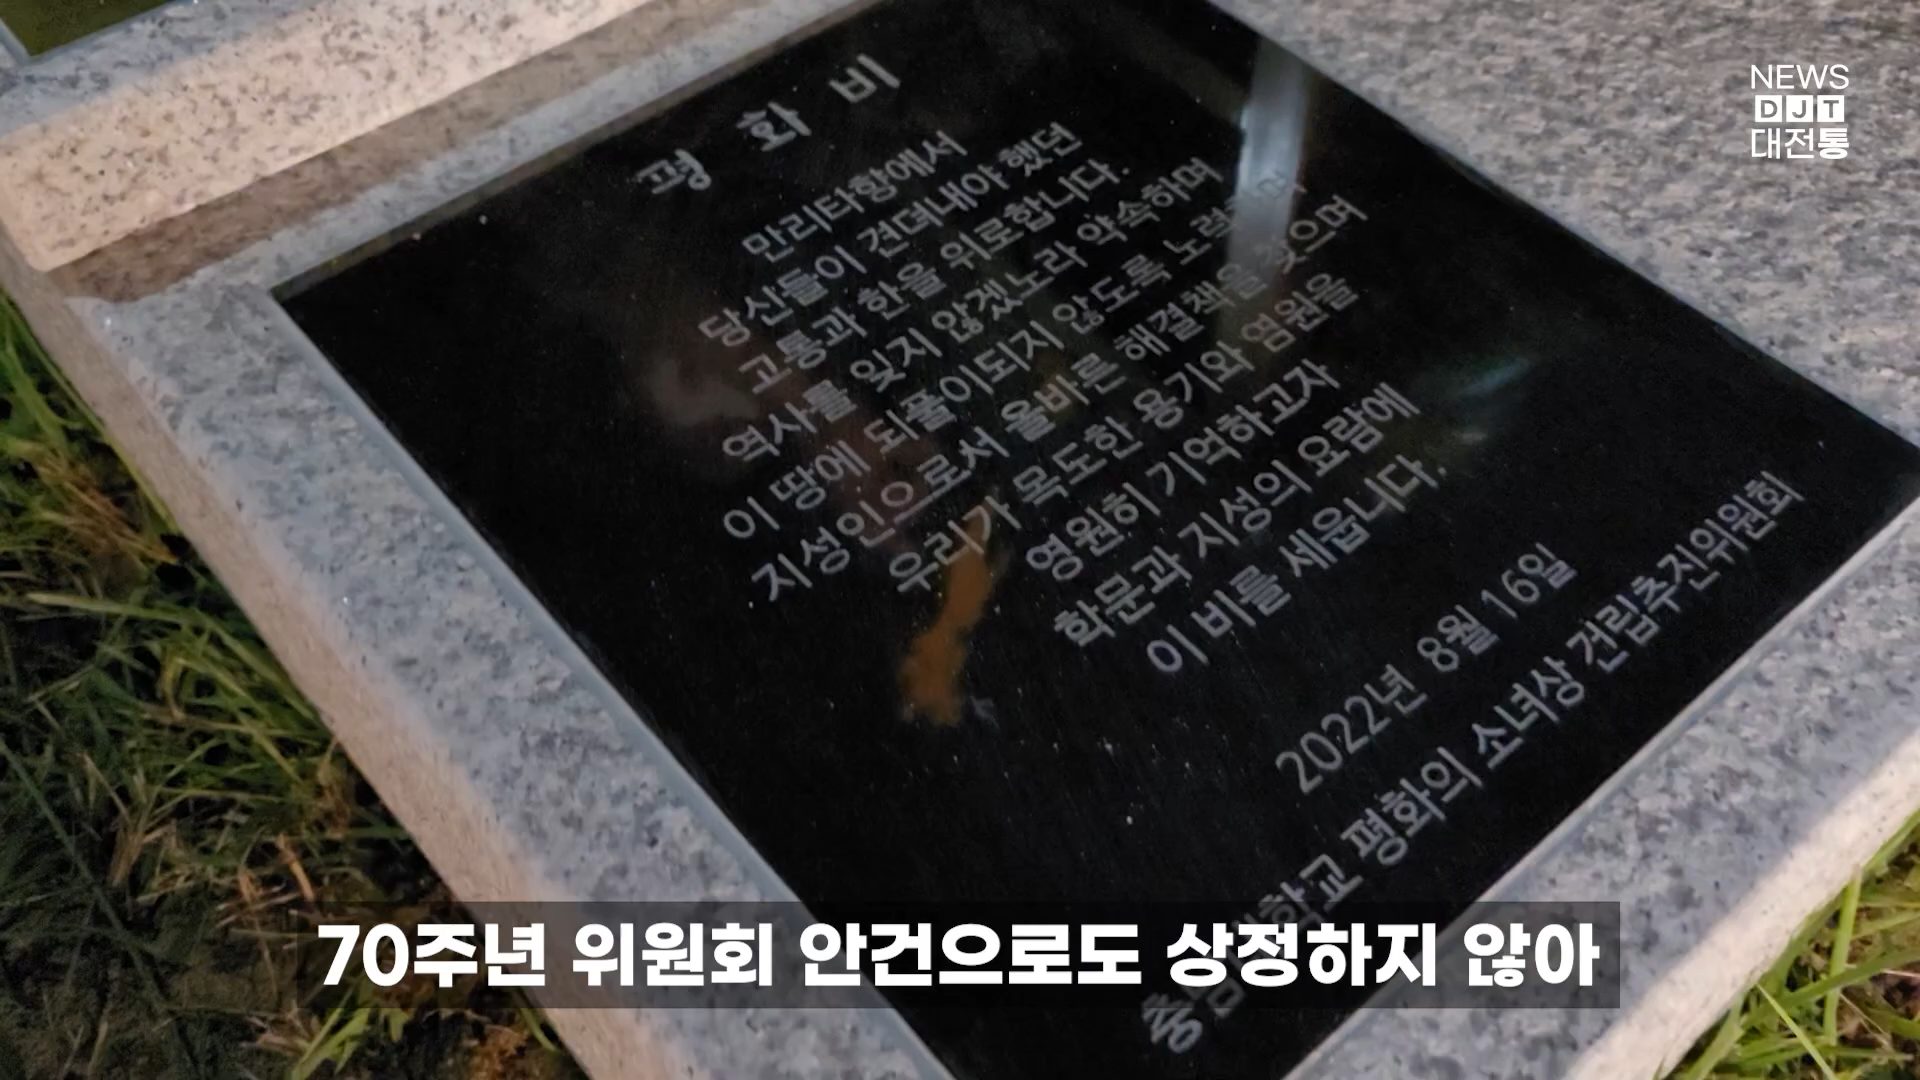 NEWS
DJT
대전통
평화비
만리타향에서
당신들이 견뎌내야 했던
고통과 한을 위로합니다.
역사를 잊지 않겠노라 약속하며
이 땅에 되풀이되지 않도록
지성인으로서 올바른 해결책을 찾으며
우리가 목도한 용기와 염원을
영원히 기억하고자
학문과 지성의 요람에
이 비를 세웁니다.
2022년 8월 16일
평화의 소녀상 건립추진위원회
70주년 위원회 안건으로도 상정하지 않아